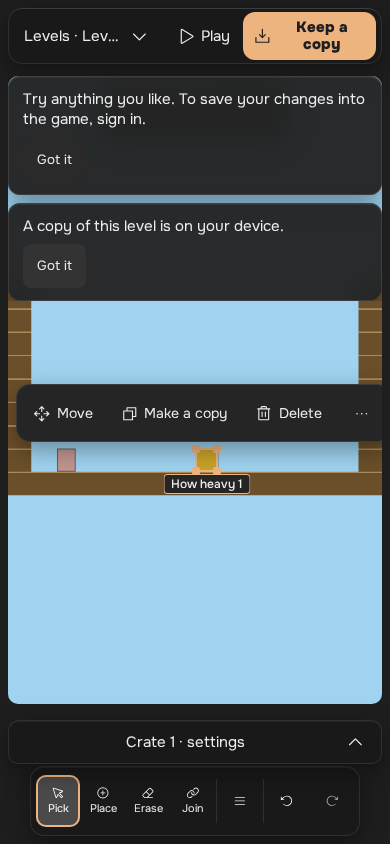 Levels · Lev...
Play
Keep a
copy
Try anything you like. To save your changes into
the game, sign in.
Got it
A copy of this level is on your device.
Got it
Move
Make a copy
Delete
...
How heavy 1
Crate 1 · settings
Pick
Place
Erase
Join